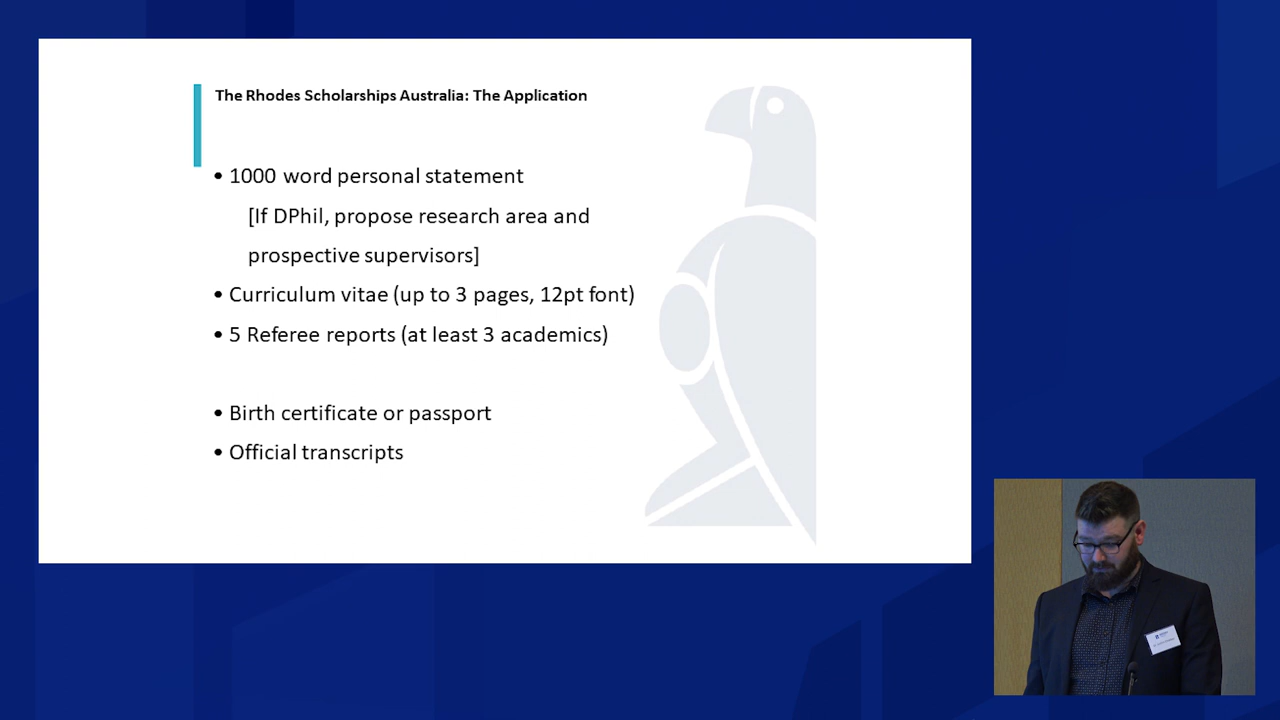 The Rhodes Scholarships Australia: The Application
• 1000 word personal statement
[If DPhil, propose research area and
prospective supervisors]
• Curriculum vitae (up to 3 pages, 12pt font)
• 5 Referee reports (at least 3 academics)
• Birth certificate or passport
• Official transcripts